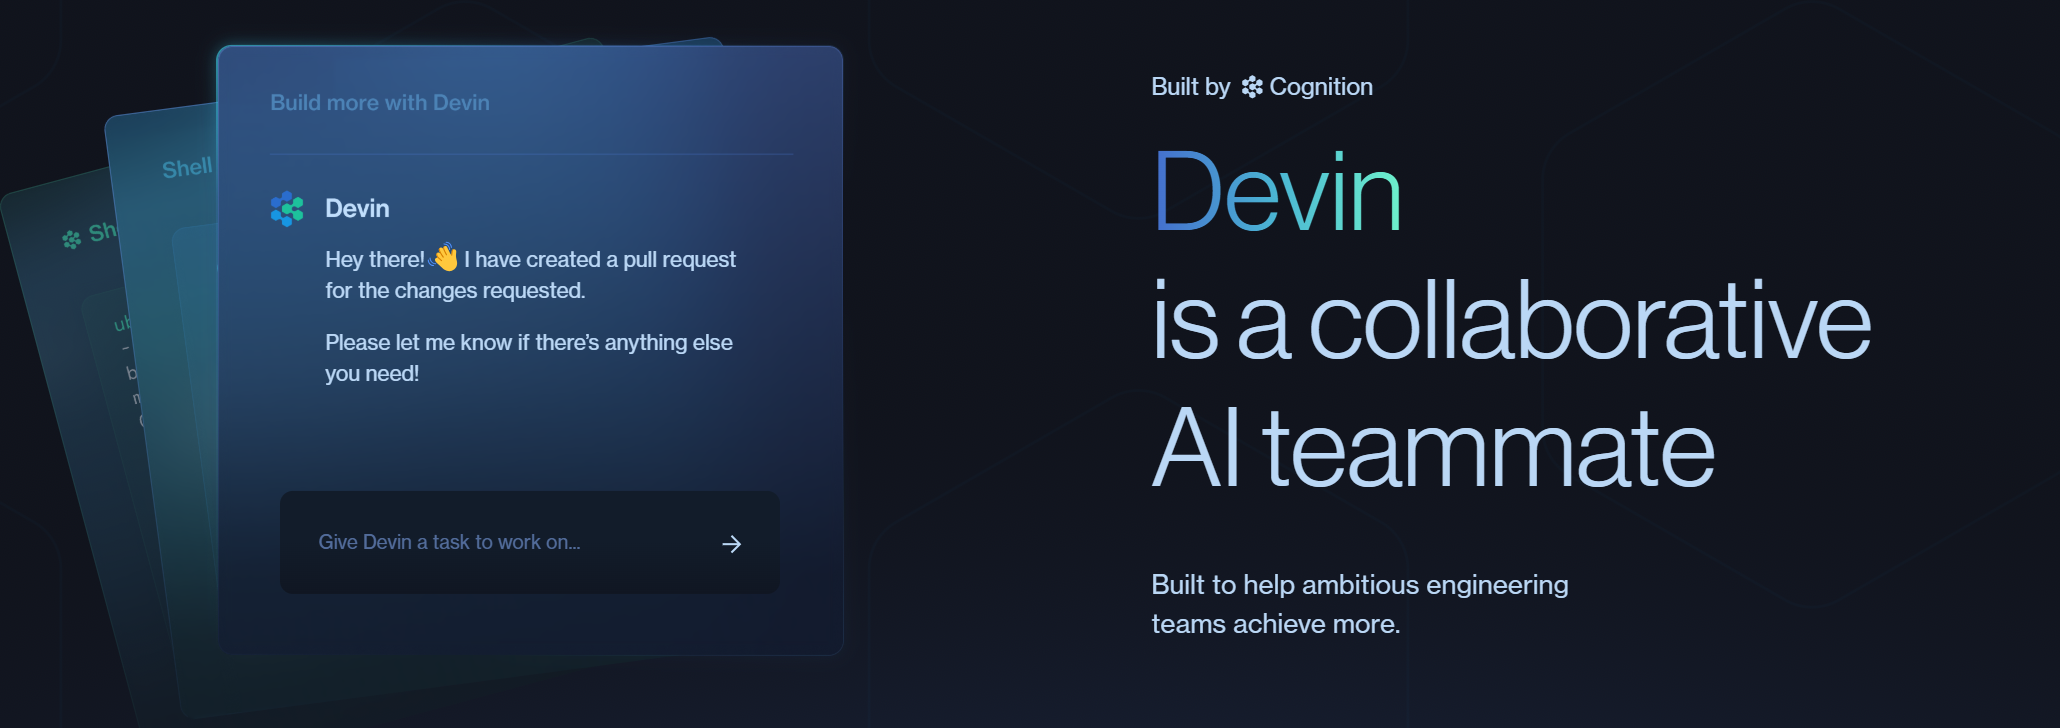 Build more with Devin
Shell
Devin
Hey there! 👋 I have created a pull request
for the changes requested.
Please let me know if there's anything else
you need!
Give Devin a task to work on...
Built by Cognition
Devin
is a collaborative
AI teammate
Built to help ambitious engineering
teams achieve more.